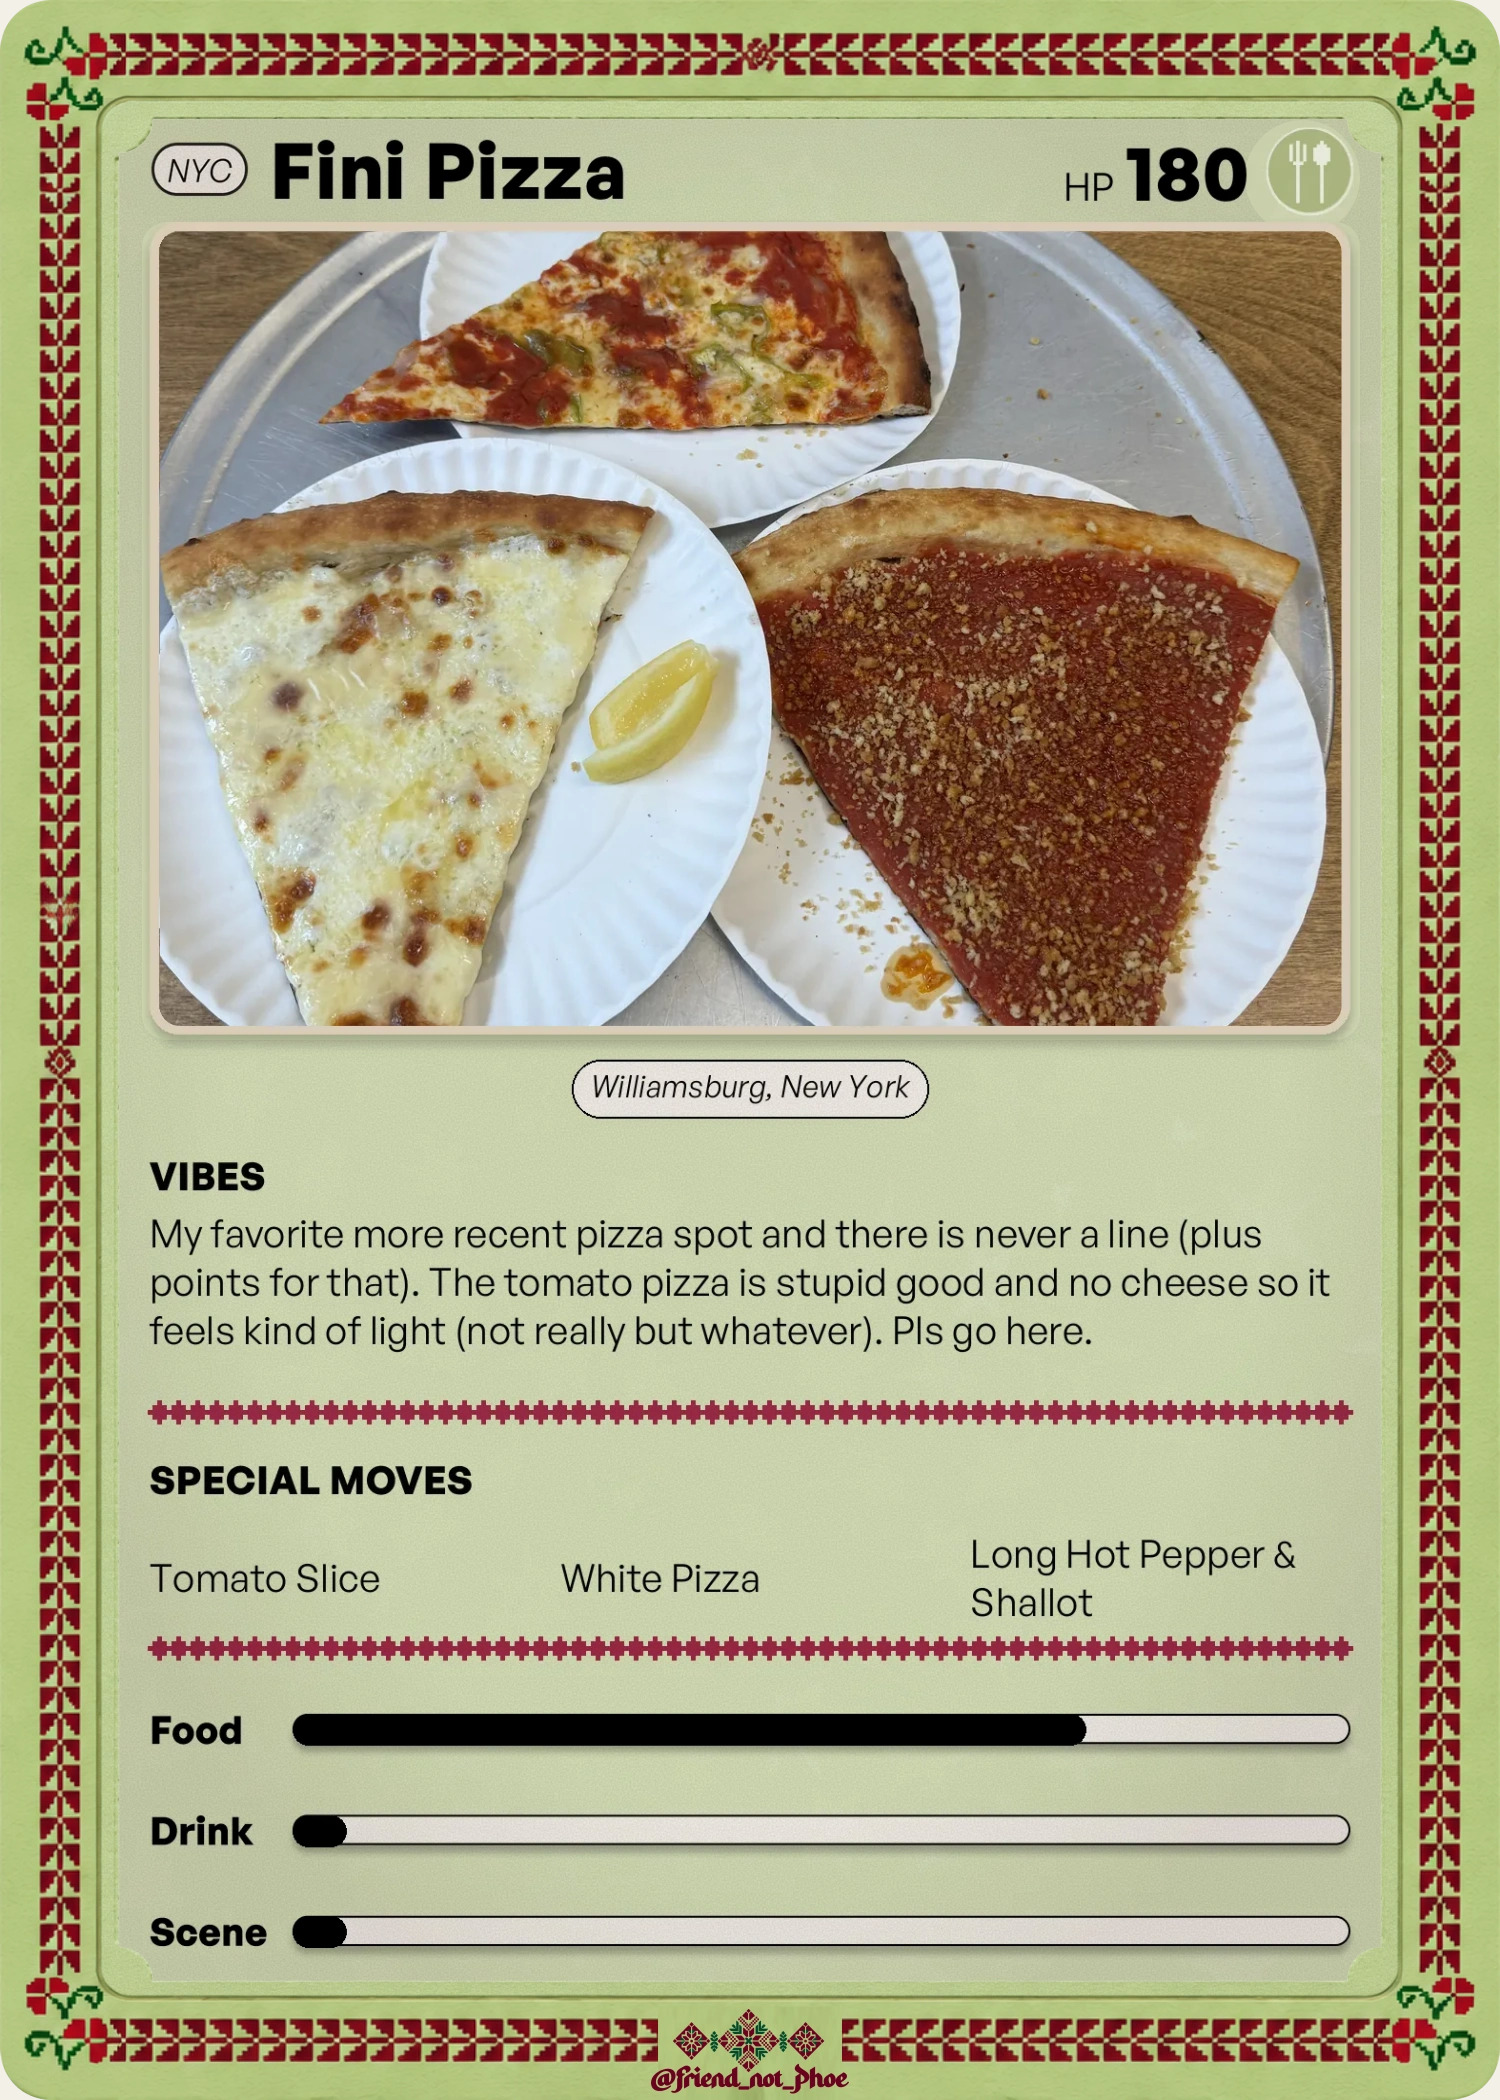 NYC Fini Pizza HP 180
Williamsburg, New York
VIBES
My favorite more recent pizza spot and there is never a line (plus
points for that). The tomato pizza is stupid good and no cheese so it
feels kind of light (not really but whatever). Pls go here.
SPECIAL MOVES
Tomato Slice
White Pizza
Long Hot Pepper &
Shallot
Food
Drink
Scene
@friend_not_phoe